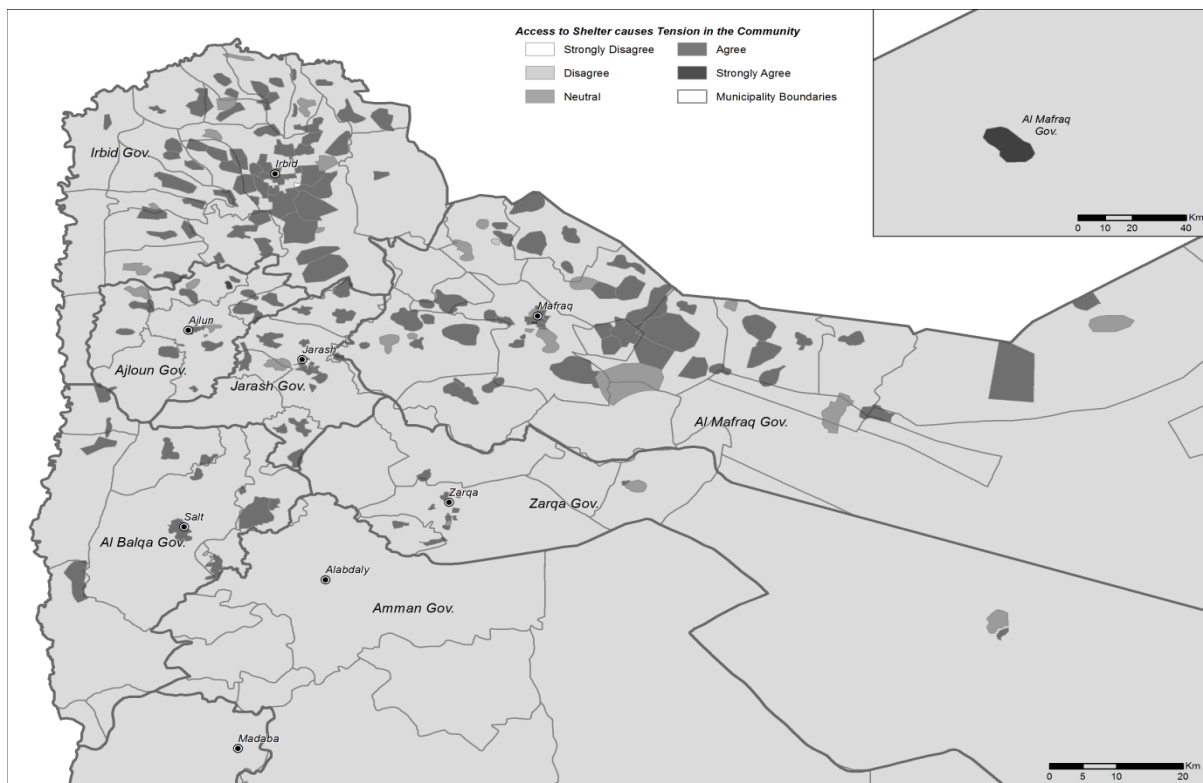 Access to Shelter causes Tension in the Community
Strongly Disagree
Agree
Disagree
Strongly Agree
Neutral
Municipality Boundaries
Al Mafraq
Gov.
0 10 20 40
Km
Irbid Gov.
Irbid
Mafraq
Ajlun
Jarash
Ajloun Gov.
Jarash Gov.
Al Mafraq Gov.
Zarqa
Zarqa Gov.
Salt
Al Balqa Gov.
Alabdaly
Amman Gov.
Madaba
Km
0 5 10 20